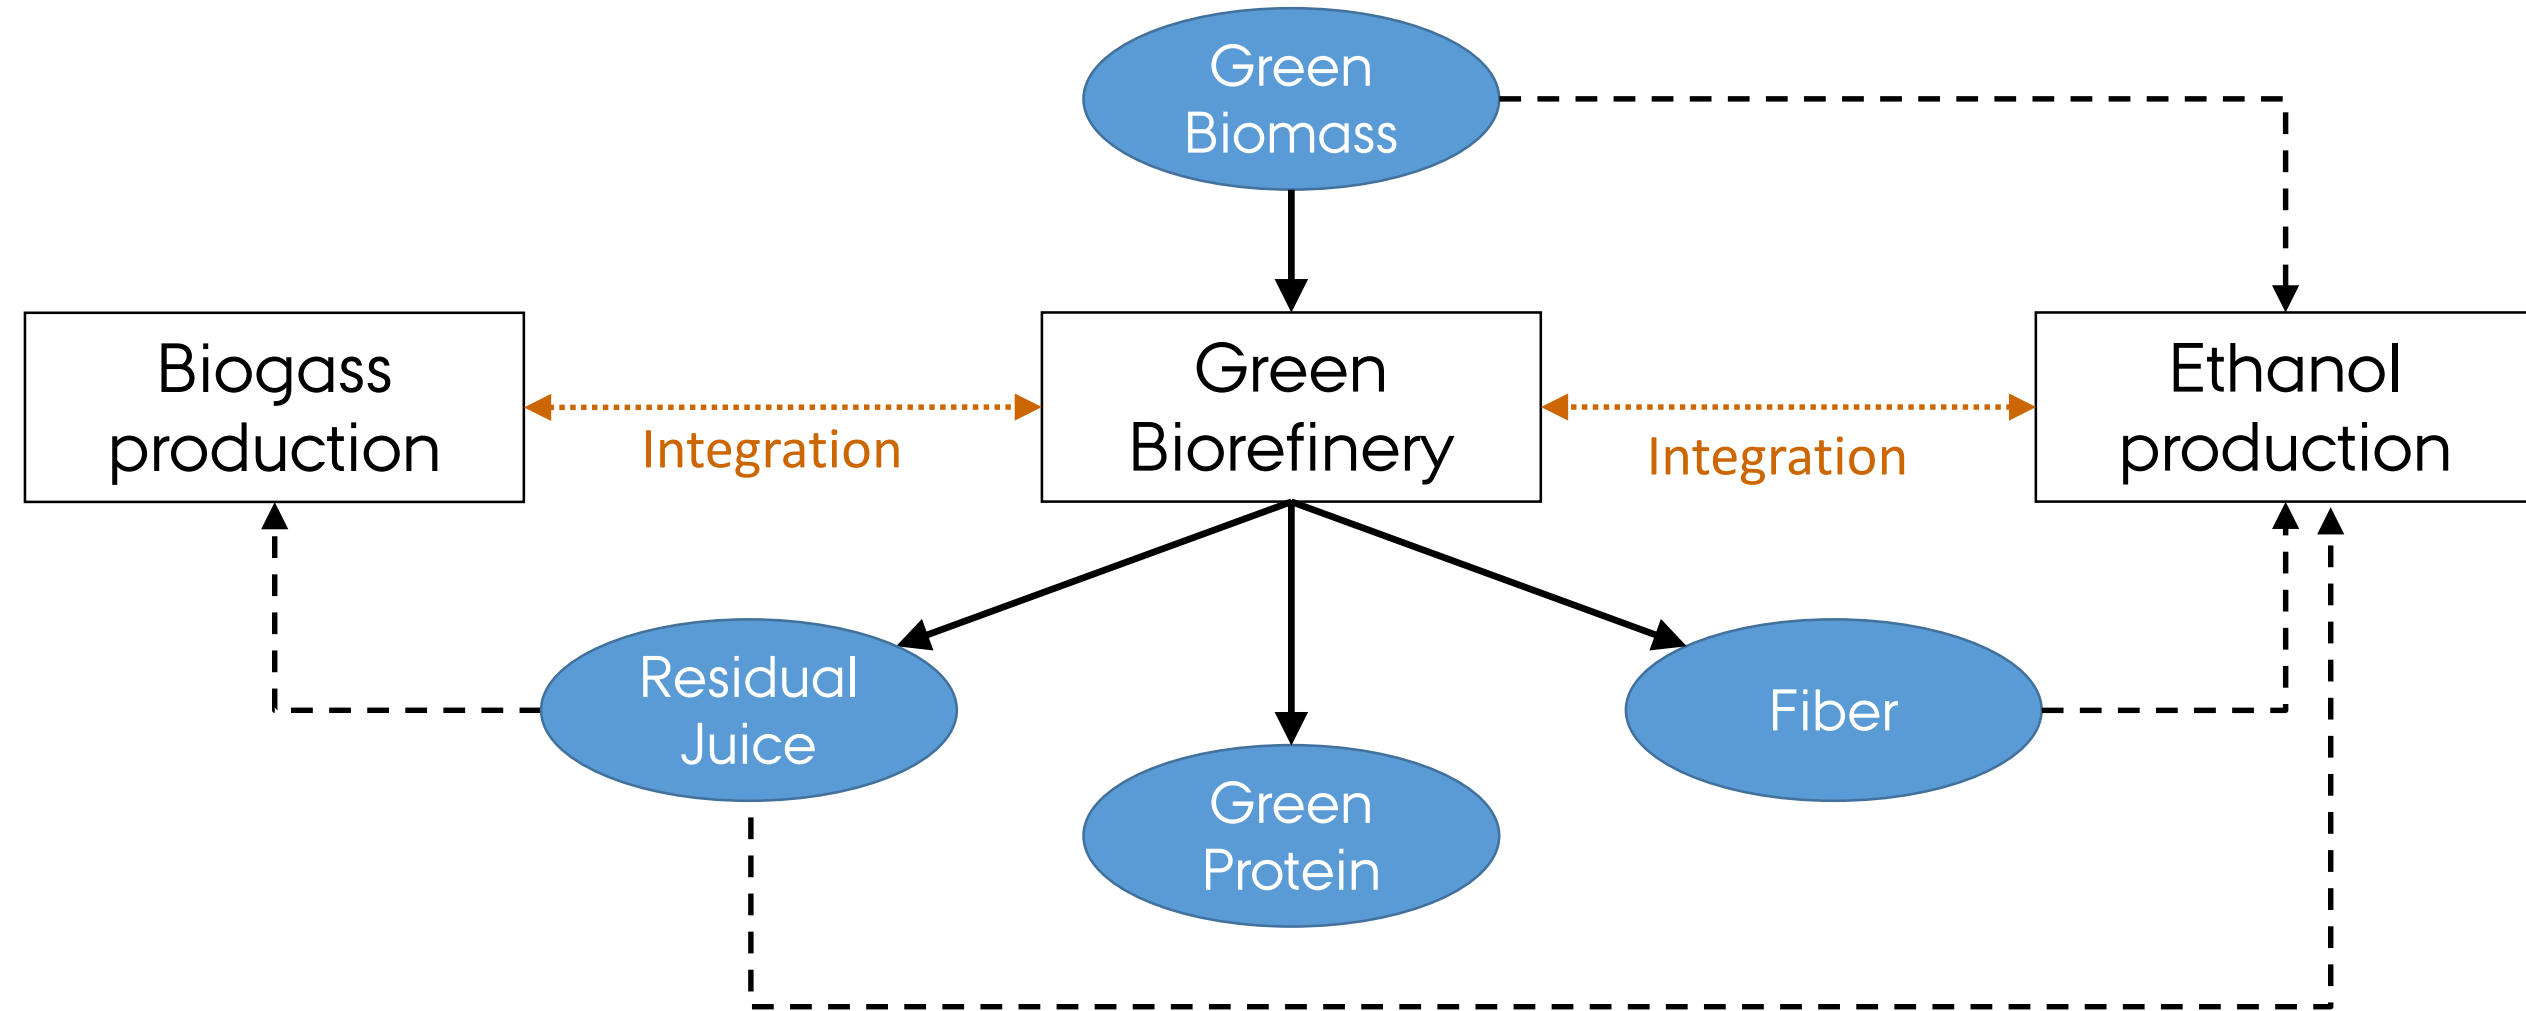 Green
Biomass
Biogass
production
Integration
Green
Biorefinery
Integration
Ethanol
production
Residual
Juice
Green
Protein
Fiber